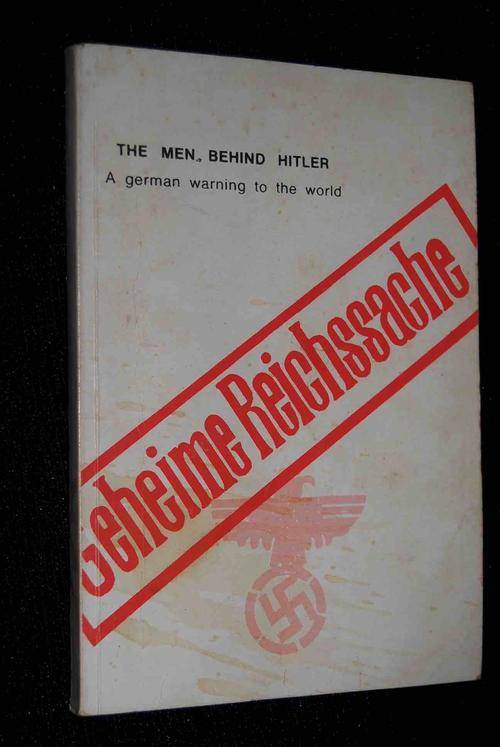 THE MEN BEHIND HITLER
A german warning to the world
Geheime Reichssache